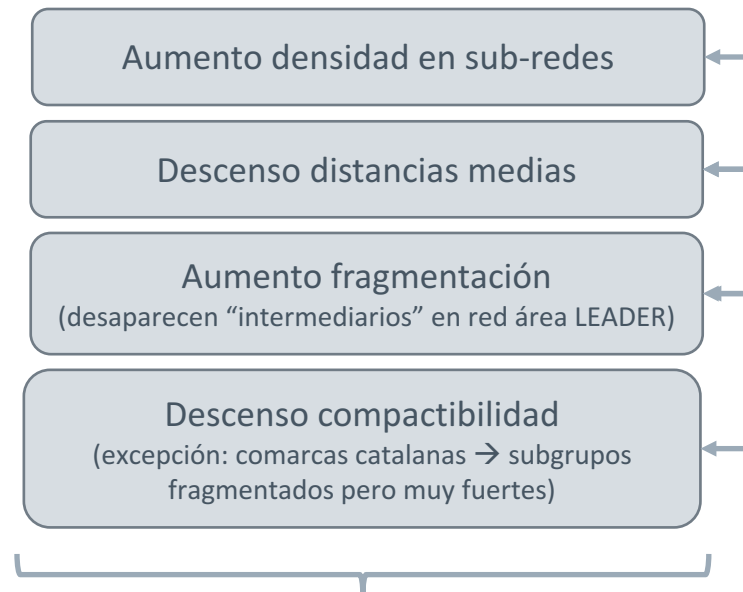 Aumento densidad en sub-redes
Descenso distancias medias
Aumento fragmentación
(desaparecen “intermediarios” en red área LEADER)
Descenso compactibilidad
(excepción: comarcas catalanas → subgrupos
fragmentados pero muy fuertes)